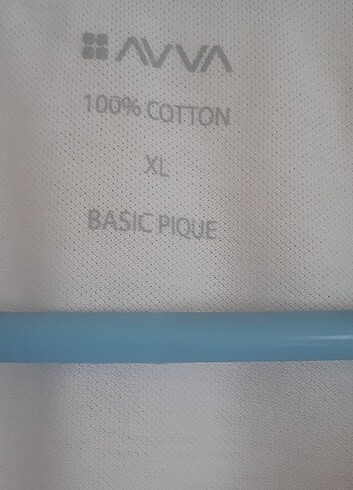 AVVA
100% COTTON
XL
BASIC PIQUE